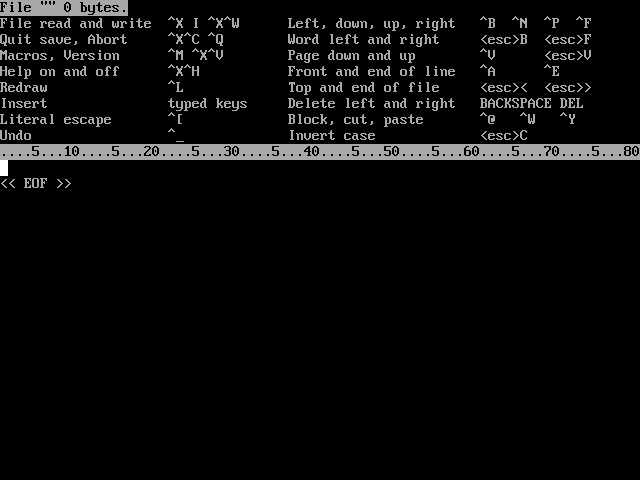 File "" 0 bytes.
File read and write  ^X I ^X^W      Left, down, up, right   ^B  ^N  ^P  ^F
Quit save, Abort     ^X^C ^Q        Word left and right     <esc>B  <esc>F
Macros, Version      ^M ^X^V        Page down and up        ^V      <esc>V
Help on and off      ^X^H           Front and end of line   ^A      ^E
Redraw               ^L             Top and end of file     <esc><  <esc>>
Insert               typed keys     Delete left and right   BACKSPACE DEL
Literal escape       ^[             Block, cut, paste       ^@   ^W   ^Y
Undo                 ^_             Invert case             <esc>C
....5...10....5...20....5...30....5...40....5...50....5...60....5...70....5...80
<< EOF >>